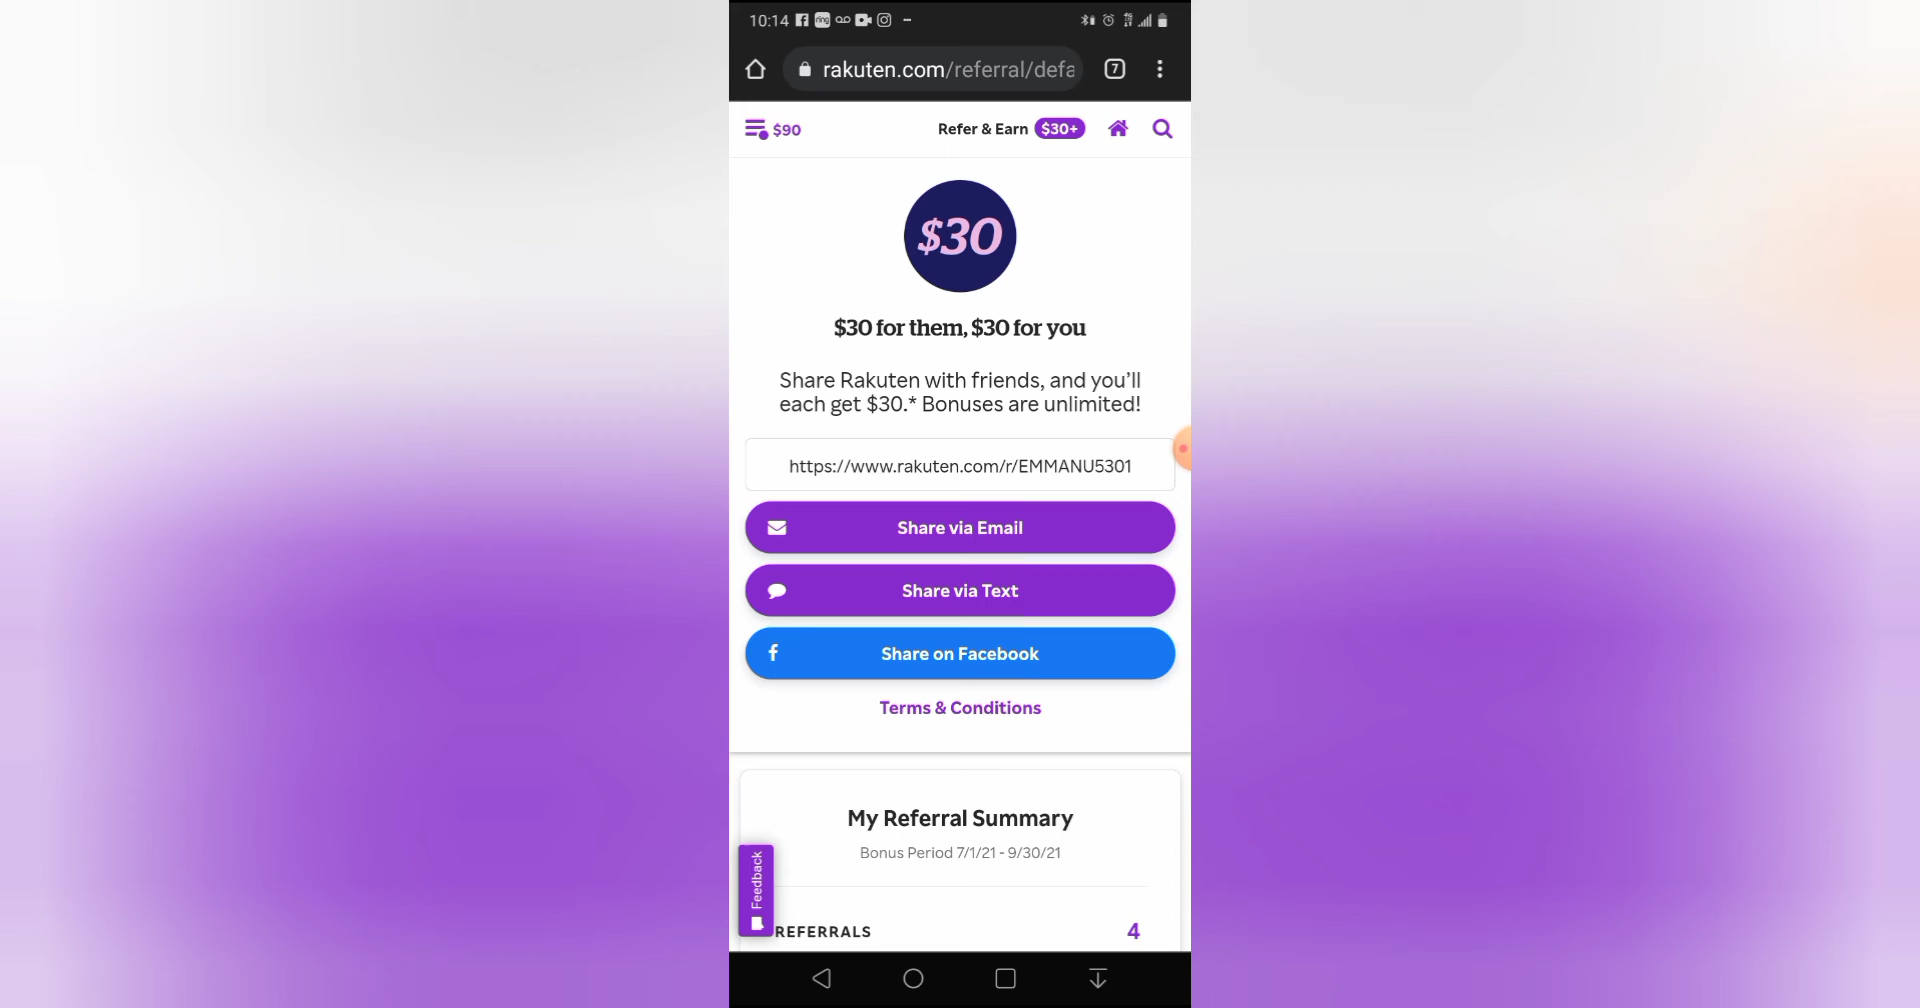 10:14
rakuten.com/referral/defa
7
$90
Refer & Earn $30+
$30
$30 for them, $30 for you
Share Rakuten with friends, and you'll
each get $30.* Bonuses are unlimited!
https://www.rakuten.com/r/EMMANU5301
Share via Email
Share via Text
Share on Facebook
Terms & Conditions
My Referral Summary
Bonus Period 7/1/21 - 9/30/21
Feedback
REFERRALS 4